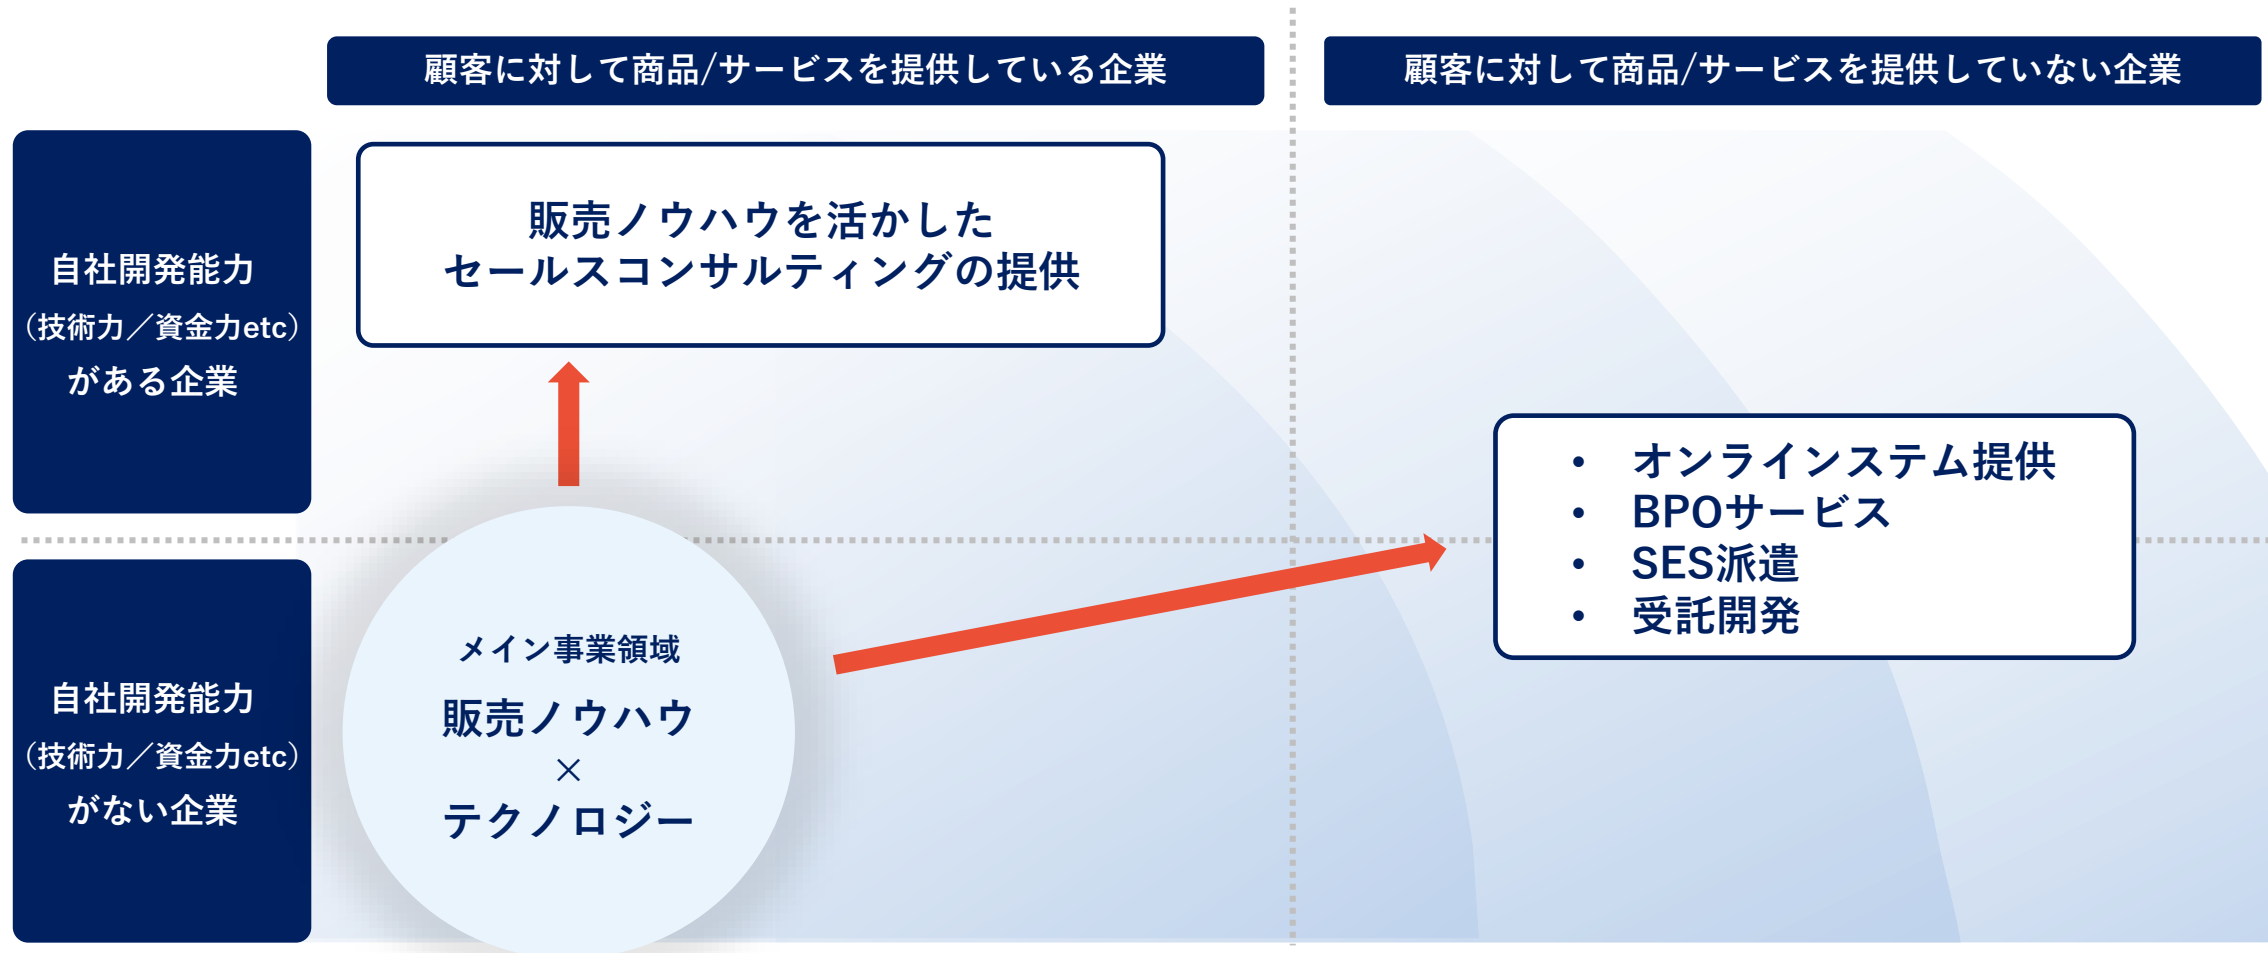 顧客に対して商品/サービスを提供している企業
顧客に対して商品/サービスを提供していない企業
自社開発能力
（技術力／資金力etc）
がある企業
販売ノウハウを活かした
セールスコンサルティングの提供
• オンラインステム提供
• BPOサービス
• SES派遣
• 受託開発
自社開発能力
（技術力／資金力etc）
がない企業
メイン事業領域
販売ノウハウ
×
テクノロジー